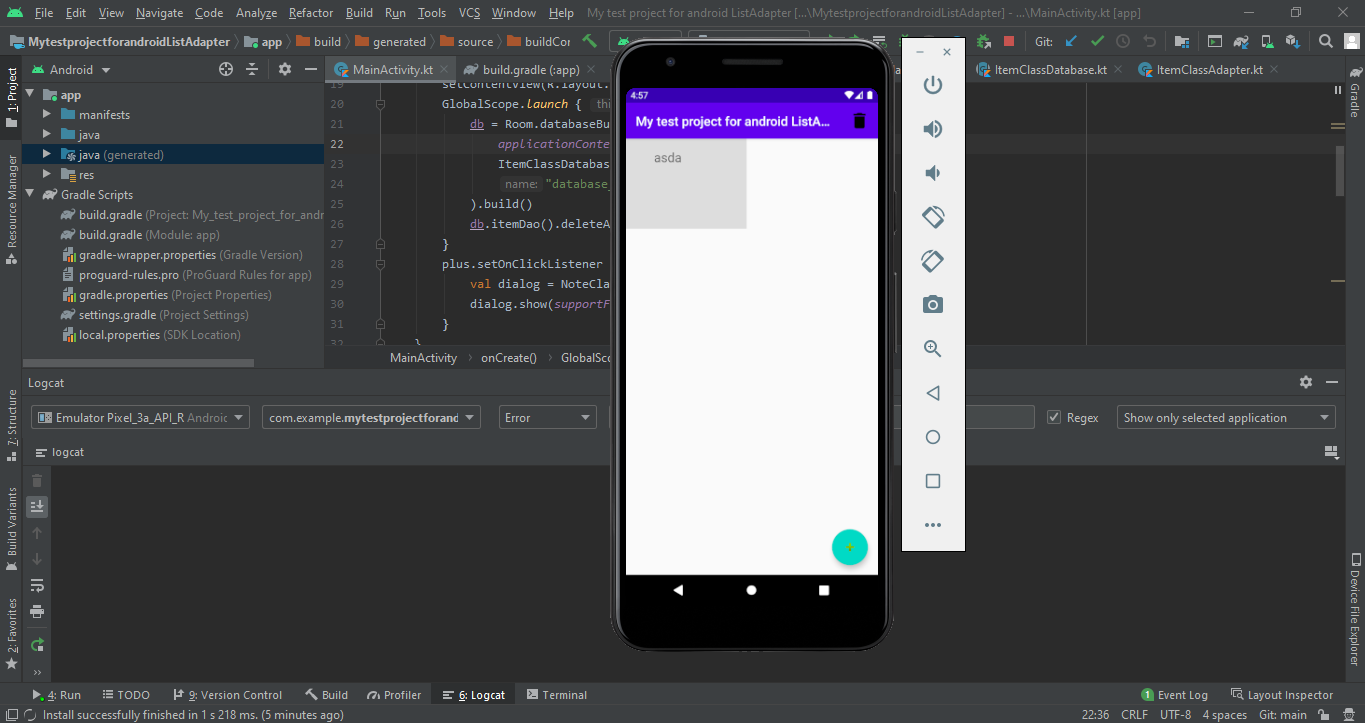 File Edit View Navigate Code Analyze Refactor Build Run Tools VCS Window Help My test project for android ListAdapter [...\MytestprojectforandroidListAdapter] - ...\MainActivity.kt [app]
MytestprojectforandroidListAdapter app build generated source buildCor Git:
Android MainActivity.kt build.gradle (:app) ItemClassDatabase.kt ItemClassAdapter.kt
1: Project
Resource Manager
7: Structure
Build Variants
2: Favorites
app
manifests
java
java (generated)
res
Gradle Scripts
build.gradle (Project: My_test_project_for_andr
build.gradle (Module: app)
gradle-wrapper.properties (Gradle Version)
proguard-rules.pro (ProGuard Rules for app)
gradle.properties (Project Properties)
settings.gradle (Project Settings)
local.properties (SDK Location)
19 setContentView(R.layout.
20 GlobalScope.launch { thi
21 db = Room.databaseBu
22 applicationConte
23 ItemClassDatabas
24 name: "database_
25 ).build()
26 db.itemDao().deleteA
27 }
28 plus.setOnClickListener
29 val dialog = NoteCla
30 dialog.show(supportF
31 }
32 }
MainActivity onCreate() GlobalSco
4:57
My test project for android ListA...
asda
Gradle
Device File Explorer
Logcat
Emulator Pixel_3a_API_R Androic com.example.mytestprojectforand Error Regex Show only selected application
logcat
4: Run TODO 9: Version Control Build Profiler 6: Logcat Terminal 1 Event Log Layout Inspector
Install successfully finished in 1 s 218 ms. (5 minutes ago) 22:36 CRLF UTF-8 4 spaces Git: main